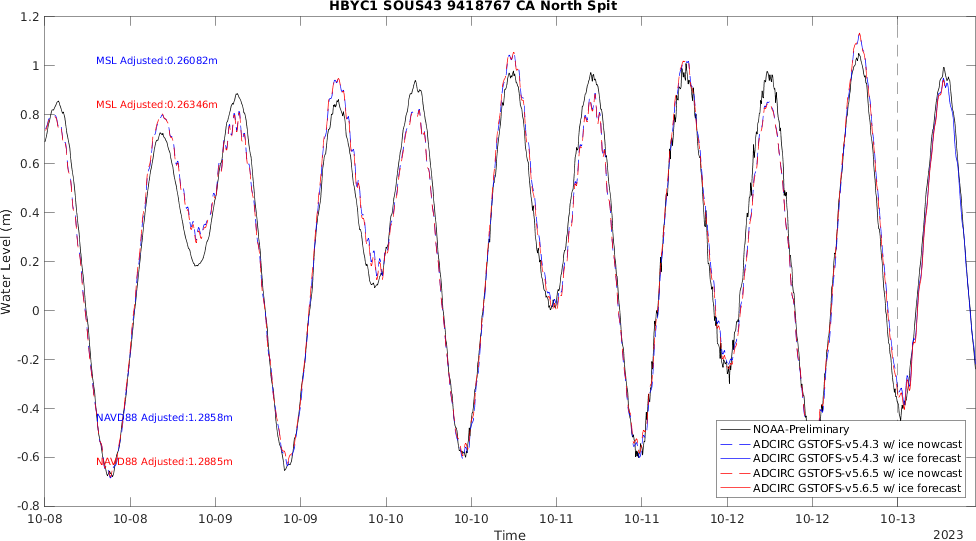 HBYC1 SOUS43 9418767 CA North Spit
Water Level (m)
1.2
1
0.8
0.6
0.4
0.2
0
-0.2
-0.4
-0.6
-0.8
MSL Adjusted:0.26082m
MSL Adjusted:0.26346m
NAVD88 Adjusted:1.2858m
NAVD88 Adjusted:1.2885m
NOAA-Preliminary
ADCIRC GSTOFS-v5.4.3 w/ ice nowcast
ADCIRC GSTOFS-v5.4.3 w/ ice forecast
ADCIRC GSTOFS-v5.6.5 w/ ice nowcast
ADCIRC GSTOFS-v5.6.5 w/ ice forecast
10-08 10-08 10-09 10-09 10-10 10-10 10-11 10-11 10-12 10-12 10-13
Time
2023